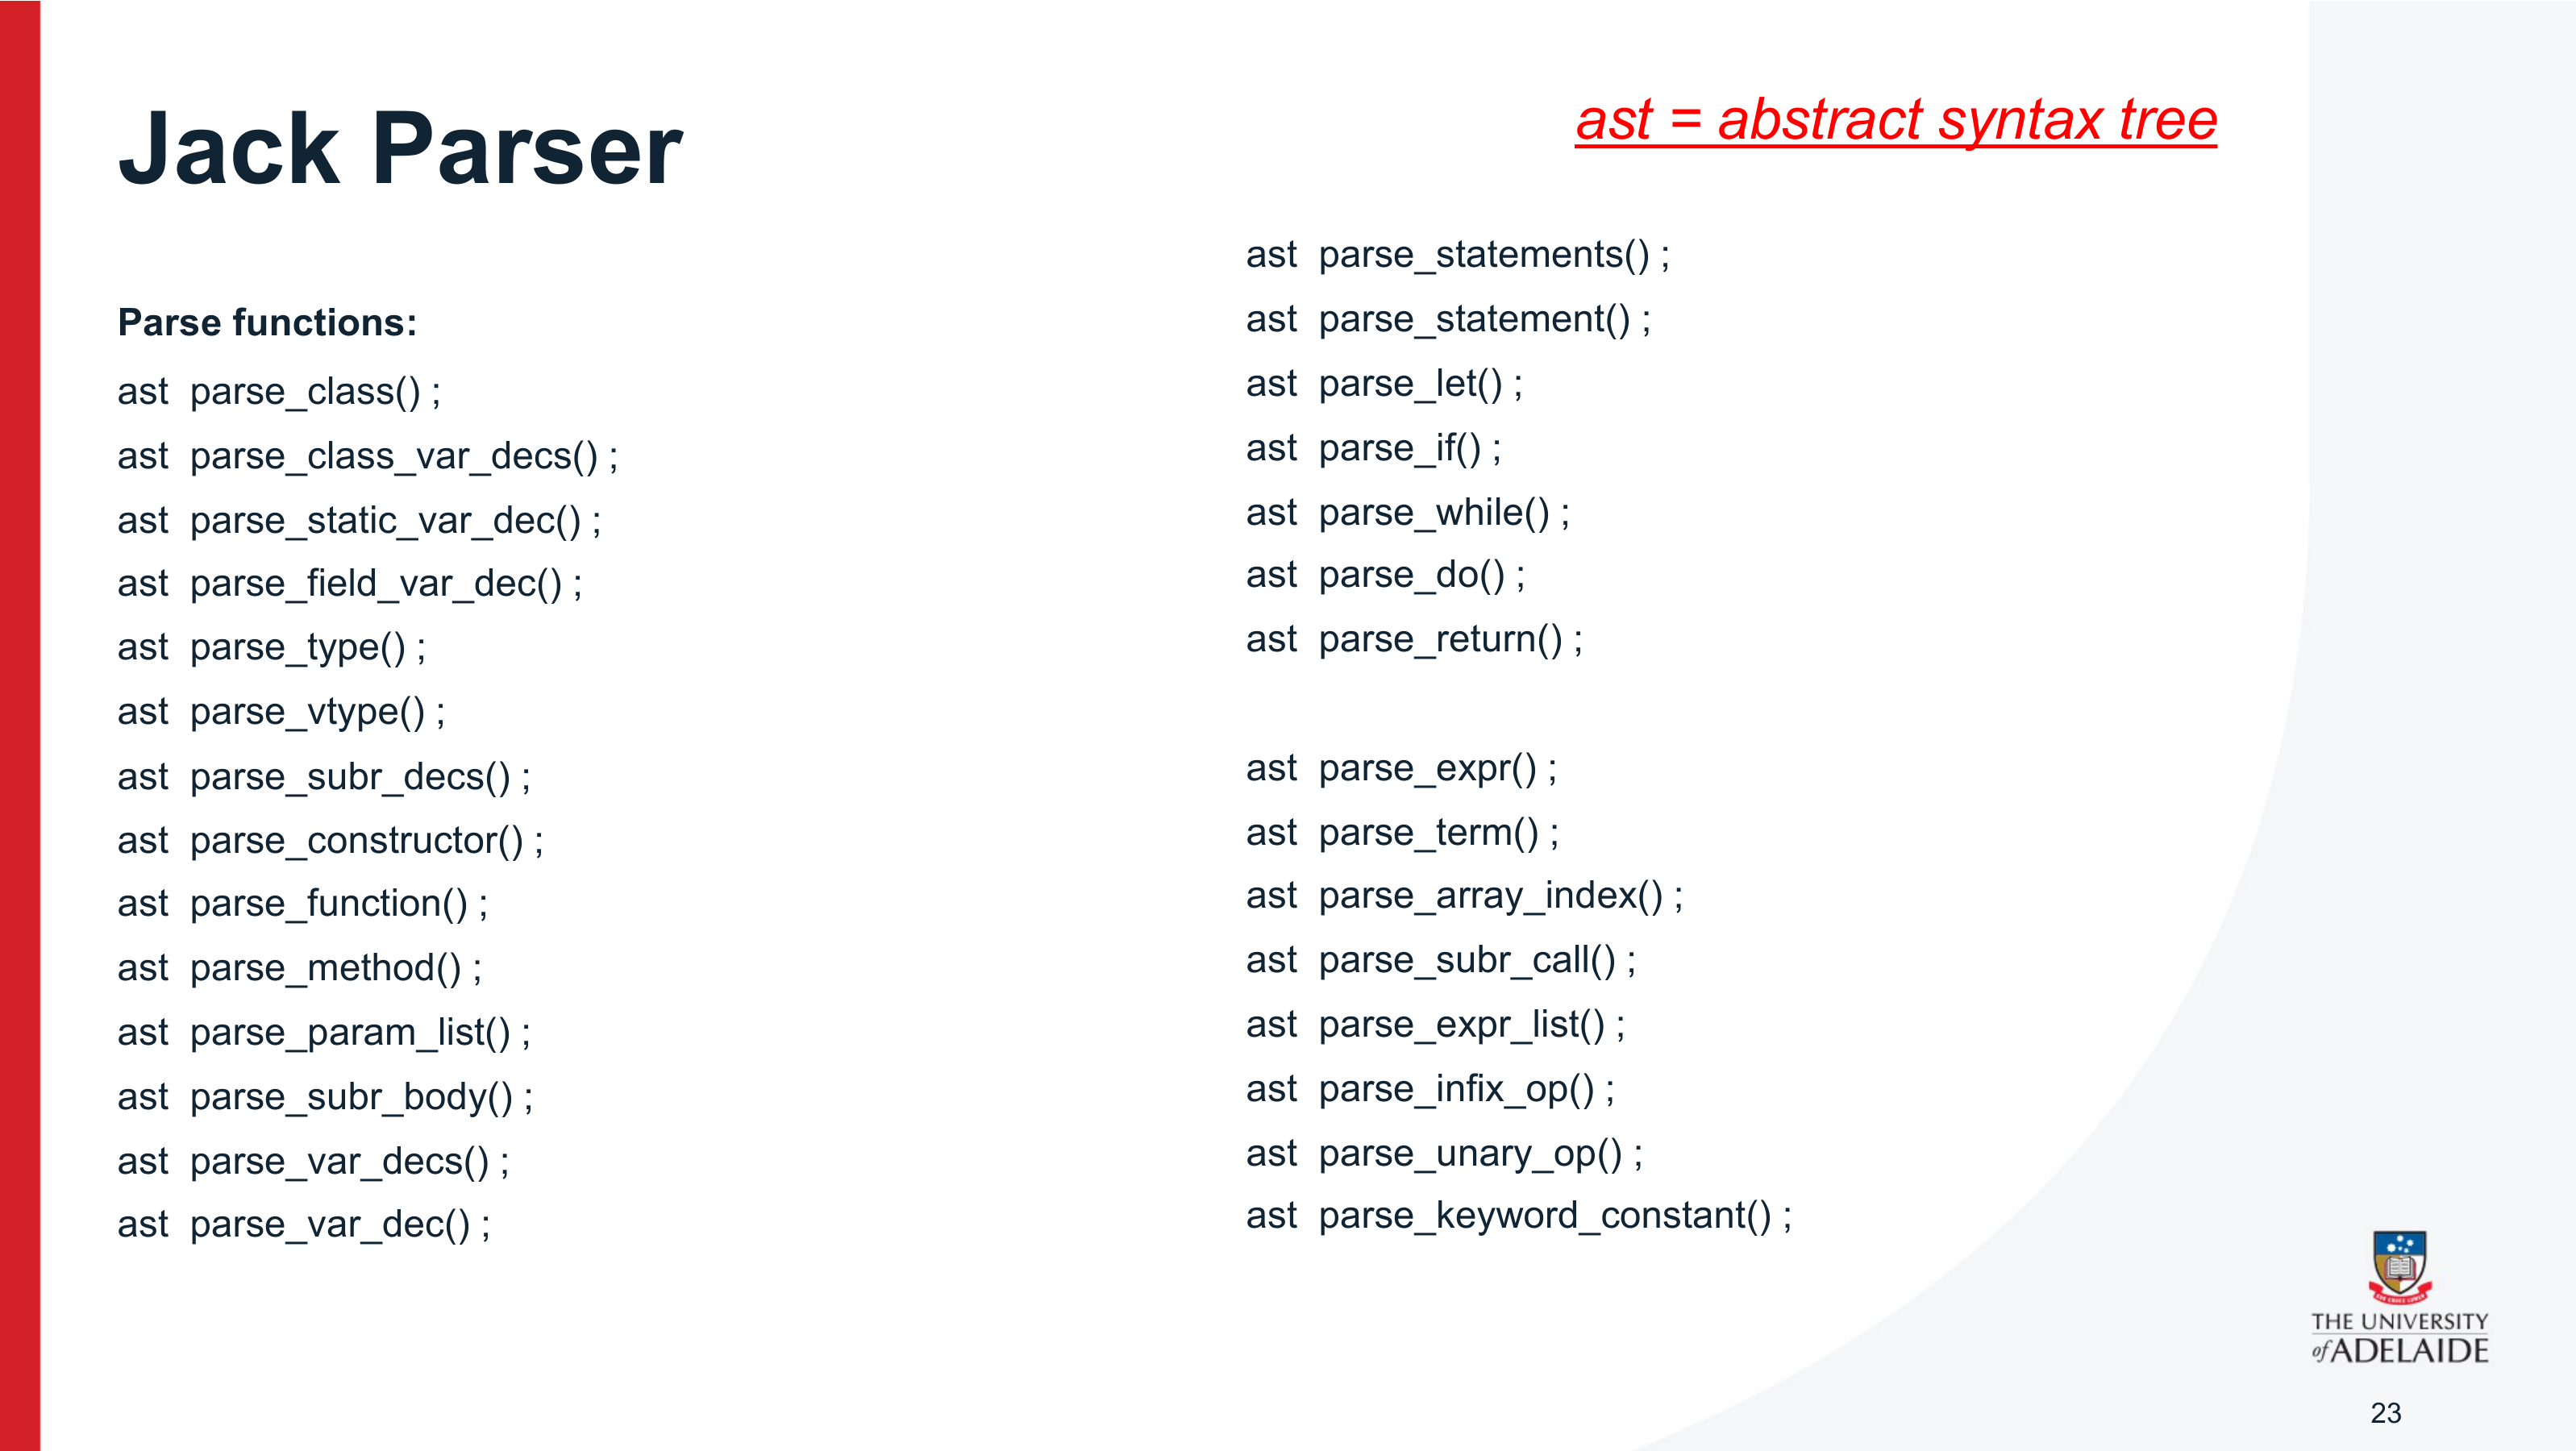 Jack Parser
ast = abstract syntax tree
Parse functions:
ast parse_class() ;
ast parse_class_var_decs() ;
ast parse_static_var_dec() ;
ast parse_field_var_dec() ;
ast parse_type() ;
ast parse_vtype() ;
ast parse_subr_decs() ;
ast parse_constructor() ;
ast parse_function() ;
ast parse_method() ;
ast parse_param_list() ;
ast parse_subr_body() ;
ast parse_var_decs() ;
ast parse_var_dec() ;
ast parse_statements() ;
ast parse_statement() ;
ast parse_let() ;
ast parse_if() ;
ast parse_while() ;
ast parse_do() ;
ast parse_return() ;
ast parse_expr() ;
ast parse_term() ;
ast parse_array_index() ;
ast parse_subr_call() ;
ast parse_expr_list() ;
ast parse_infix_op() ;
ast parse_unary_op() ;
ast parse_keyword_constant() ;
THE UNIVERSITY
of ADELAIDE
23